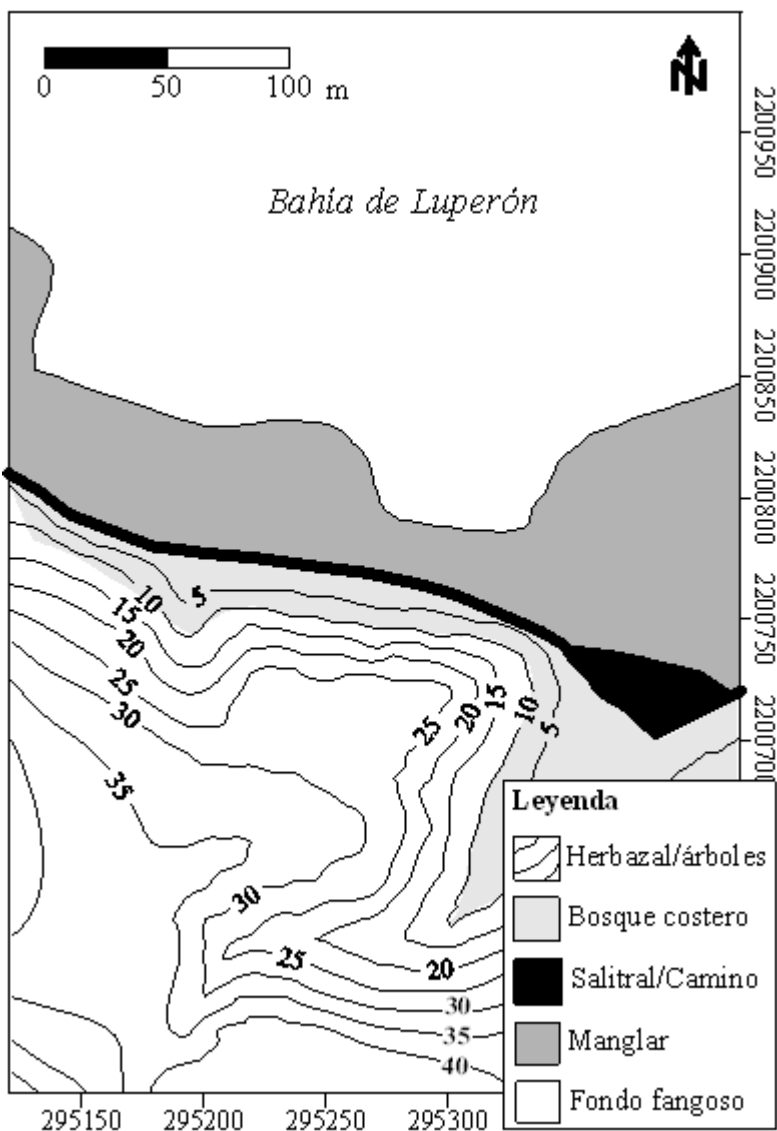 0 50 100 m
N
Bahía de Luperón
2200950
2200900
2200850
2200800
2200750
2200700
5
10
15
20
25
30
35
25
20
15
10
5
30
25
20
30
35
40
Leyenda
Herbazal/árboles
Bosque costero
Salitral/Camino
Manglar
Fondo fangoso
295150 295200 295250 295300